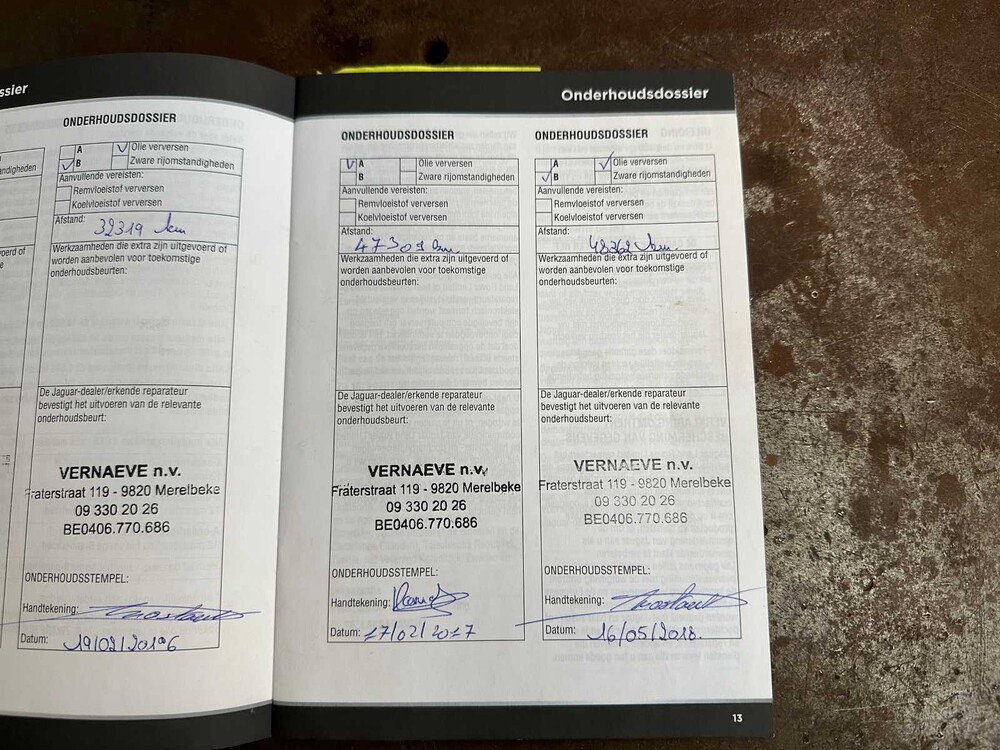 ssier
andigheden
oerd of
e
ONDERHOUDSDOSSIER
A
Olie verversen
B
Zware rijomstandigheden
Aanvullende vereisten:
Remvloeistof verversen
Koelvloeistof verversen
Afstand:
32319 km
Werkzaamheden die extra zijn uitgevoerd of
worden aanbevolen voor toekomstige
onderhoudsbeurten:
De Jaguar-dealer/erkende reparateur
bevestigt het uitvoeren van de relevante
onderhoudsbeurt:
VERNAEVE n.v.
Fraterstraat 119 - 9820 Merelbeke
09 330 20 26
BE0406.770.686
ONDERHOUDSSTEMPEL:
Handtekening:
Datum:
Onderhoudsdossier
ONDERHOUDSDOSSIER
A
Olie verversen
B
Zware rijomstandigheden
Aanvullende vereisten:
Remvloeistof verversen
Koelvloeistof verversen
Afstand:
47309 km
Werkzaamheden die extra zijn uitgevoerd of
worden aanbevolen voor toekomstige
onderhoudsbeurten:
De Jaguar-dealer/erkende reparateur
bevestigt het uitvoeren van de relevante
onderhoudsbeurt:
VERNAEVE n.v.
Fraterstraat 119 - 9820 Merelbeke
09 330 20 26
BE0406.770.686
ONDERHOUDSSTEMPEL:
Handtekening:
Datum: 17/02/2017
ONDERHOUDSDOSSIER
A
Olie verversen
B
Zware rijomstandigheden
Aanvullende vereisten:
Remvloeistof verversen
Koelvloeistof verversen
Afstand:
48362 km.
Werkzaamheden die extra zijn uitgevoerd of
worden aanbevolen voor toekomstige
onderhoudsbeurten:
De Jaguar-dealer/erkende reparateur
bevestigt het uitvoeren van de relevante
onderhoudsbeurt:
VERNAEVE n.v.
Fraterstraat 119 - 9820 Merelbeke
09 330 20 26
BE0406.770.686
ONDERHOUDSSTEMPEL:
Handtekening:
Datum: 16/05/2018.
13